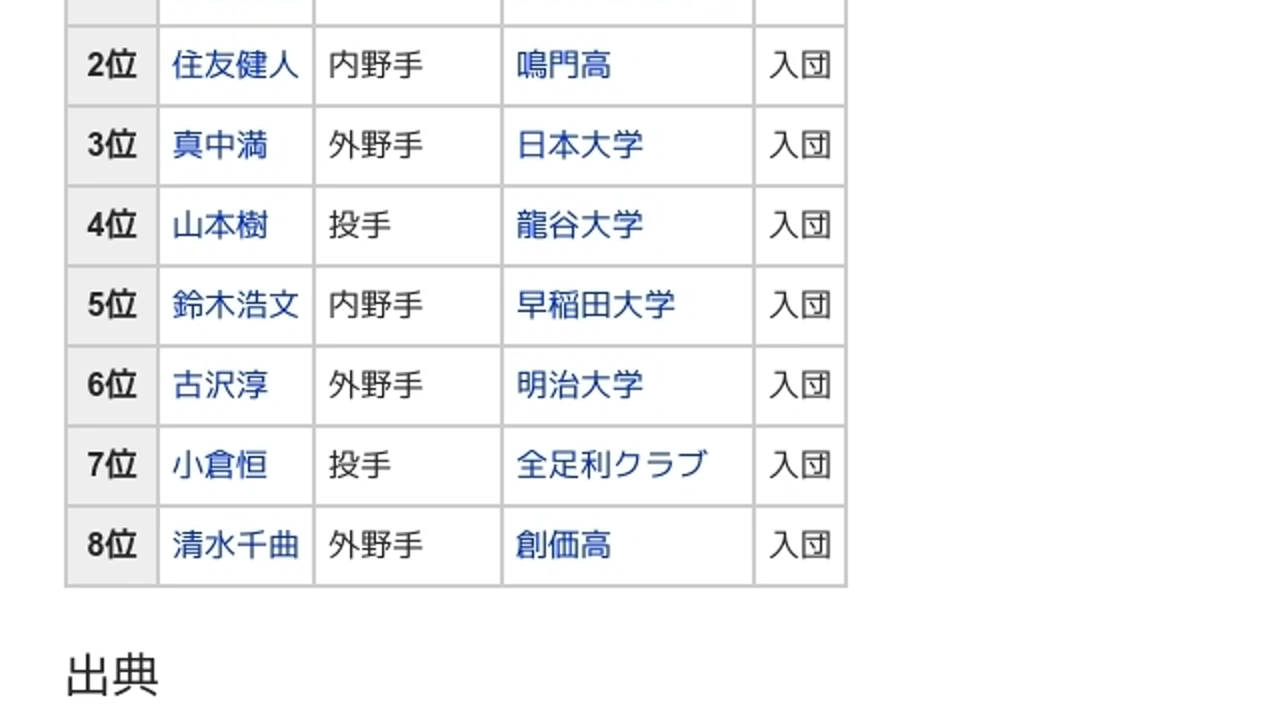 2位 住友健人 内野手 鳴門高 入団
3位 真中満 外野手 日本大学 入団
4位 山本樹 投手 龍谷大学 入団
5位 鈴木浩文 内野手 早稲田大学 入団
6位 古沢淳 外野手 明治大学 入団
7位 小倉恒 投手 全足利クラブ 入団
8位 清水千曲 外野手 創価高 入団
出典